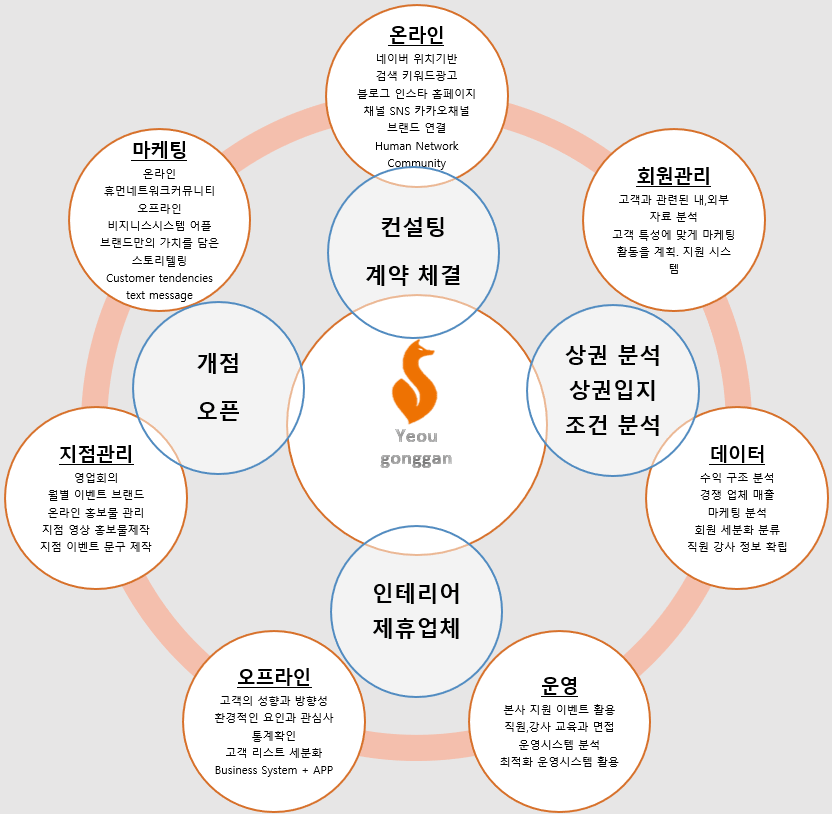 온라인
네이버 위치기반
검색 키워드광고
블로그 인스타 홈페이지
채널 SNS 카카오채널
브랜드 연결
Human Network
Community
마케팅
온라인
휴먼네트워크커뮤니티
오프라인
비지니스시스템 어플
브랜드만의 가치를 담은
스토리텔링
Customer tendencies
text message
회원관리
고객과 관련된 내,외부
자료 분석
고객 특성에 맞게 마케팅
활동을 계획. 지원 시스
템
컨설팅
계약 체결
개점
오픈
상권 분석
상권입지
조건 분석
Yeou
gonggan
지점관리
영업회의
월별 이벤트 브랜드
온라인 홍보물 관리
지점 영상 홍보물제작
지점 이벤트 문구 제작
데이터
수익 구조 분석
경쟁 업체 매출
마케팅 분석
회원 세분화 분류
직원 강사 정보 확립
인테리어
제휴업체
오프라인
고객의 성향과 방향성
환경적인 요인과 관심사
통계확인
고객 리스트 세분화
Business System + APP
운영
본사 지원 이벤트 활용
직원,강사 교육과 면접
운영시스템 분석
최적화 운영시스템 활용